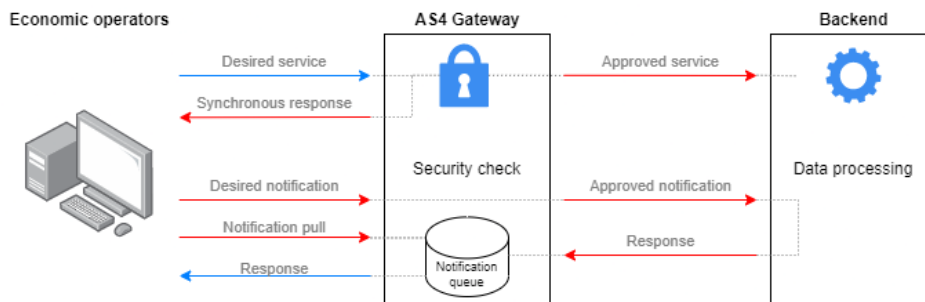 Economic operators
AS4 Gateway
Backend
Desired service
Approved service
Synchronous response
Security check
Data processing
Desired notification
Approved notification
Notification pull
Response
Response
Notification
queue